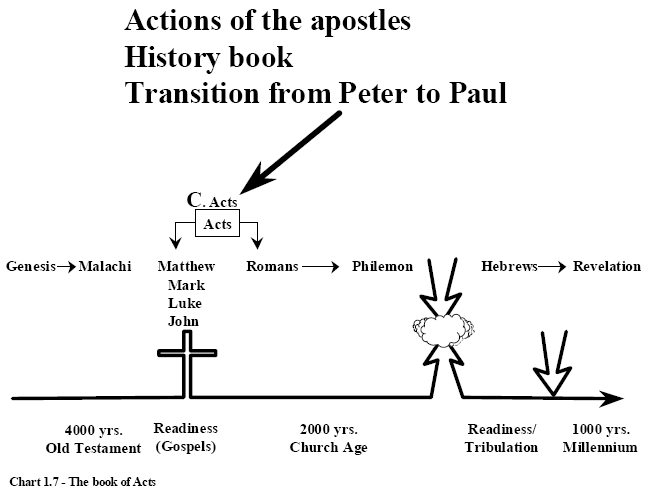 Actions of the apostles
History book
Transition from Peter to Paul
C. Acts
Acts
Genesis Malachi Matthew Romans Philemon Hebrews Revelation
Mark
Luke
John
4000 yrs.
Old Testament
Readiness
(Gospels)
2000 yrs.
Church Age
Readiness/
Tribulation
1000 yrs.
Millennium
Chart 1.7 - The book of Acts